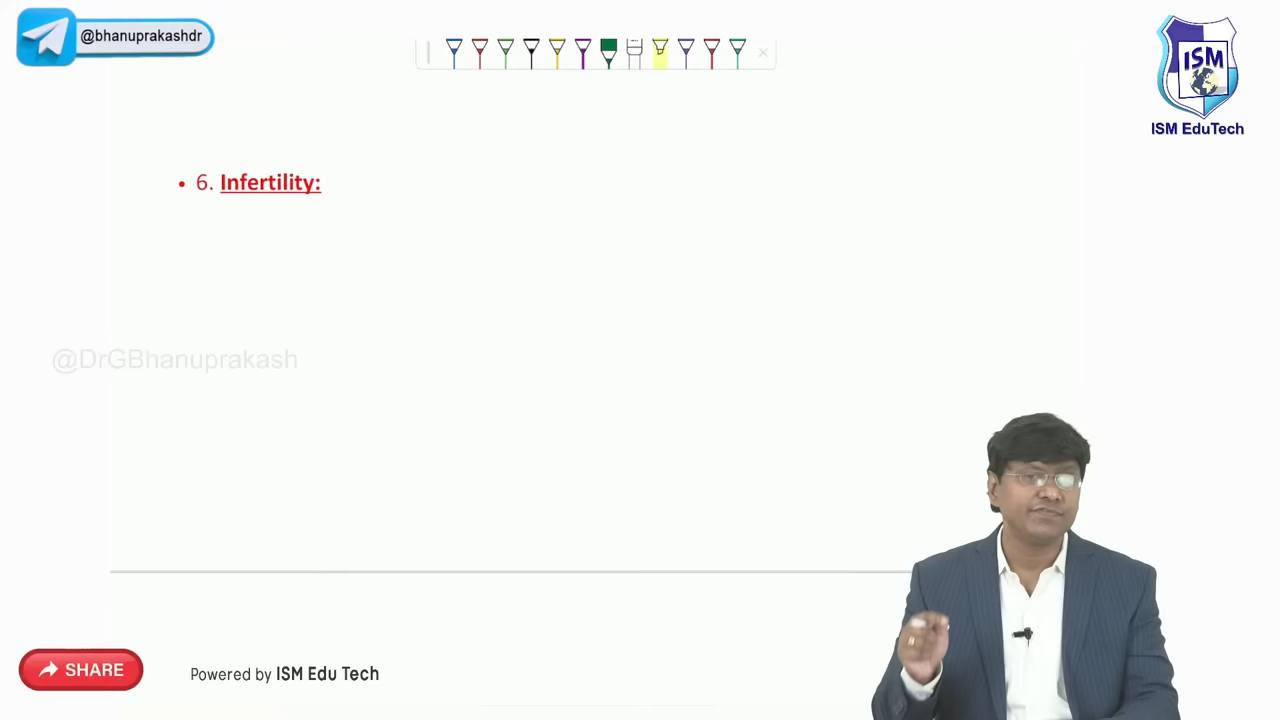 @bhanuprakashdr
ISM
ISM EduTech
• 6. Infertility:
@DrGBhanuprakash
SHARE
Powered by ISM Edu Tech